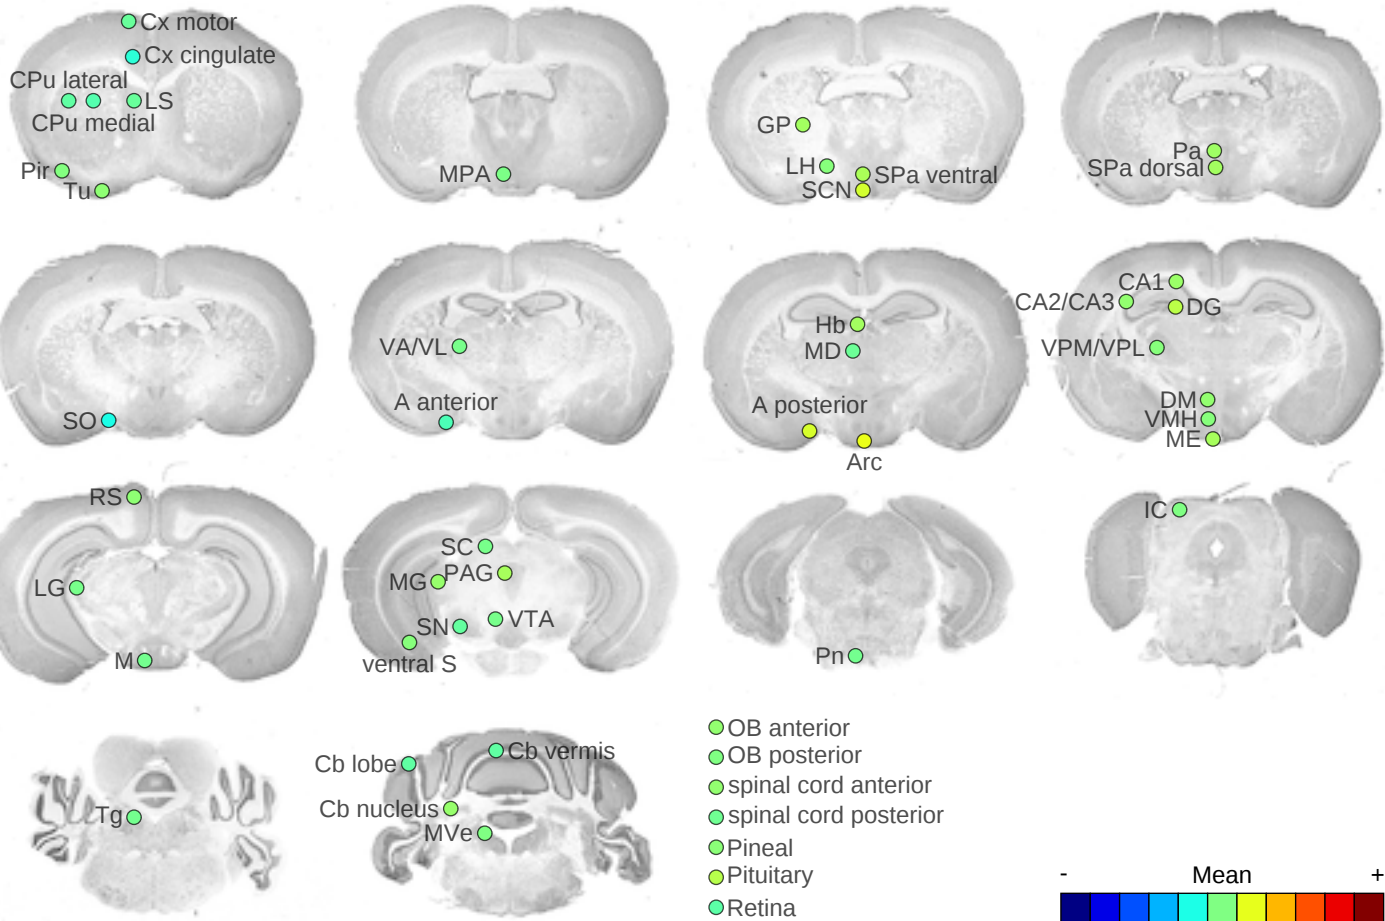 Cx motor
Cx cingulate
CPu lateral
LS
CPu medial
Pir
Tu
MPA
GP
LH
SPa ventral
SCN
Pa
SPa dorsal
SO
VA/VL
A anterior
Hb
MD
A posterior
Arc
CA1
CA2/CA3
DG
VPM/VPL
DM
VMH
ME
RS
LG
M
SC
MG
PAG
SN
VTA
ventral S
Pn
IC
Tg
Cb lobe
Cb vermis
Cb nucleus
MVe
OB anterior
OB posterior
spinal cord anterior
spinal cord posterior
Pineal
Pituitary
Retina
- Mean +